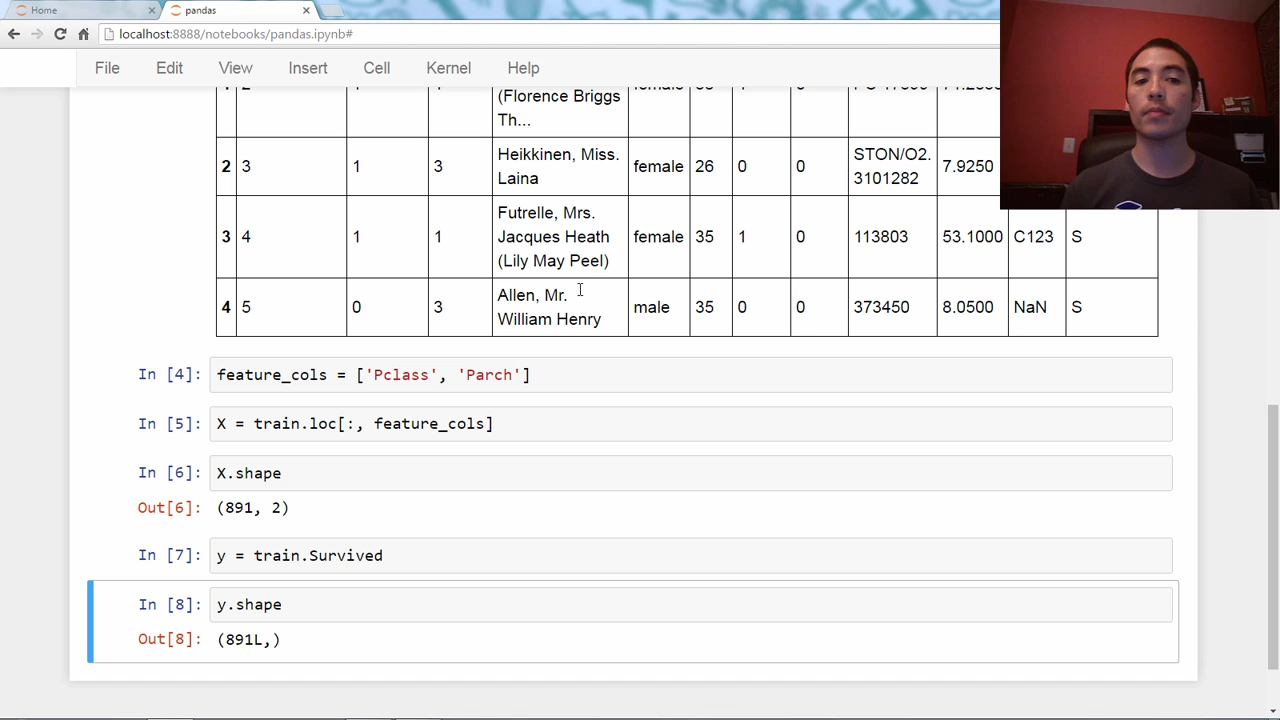 Home
pandas
localhost:8888/notebooks/pandas.ipynb#
File Edit View Insert Cell Kernel Help
(Florence Briggs
Th...
2 3 1 3 Heikkinen, Miss. Laina female 26 0 0 STON/O2. 3101282 7.9250
3 4 1 1 Futrelle, Mrs. Jacques Heath (Lily May Peel) female 35 1 0 113803 53.1000 C123 S
4 5 0 3 Allen, Mr. William Henry male 35 0 0 373450 8.0500 NaN S
In [4]: feature_cols = ['Pclass', 'Parch']
In [5]: X = train.loc[:, feature_cols]
In [6]: X.shape
Out[6]: (891, 2)
In [7]: y = train.Survived
In [8]: y.shape
Out[8]: (891L,)